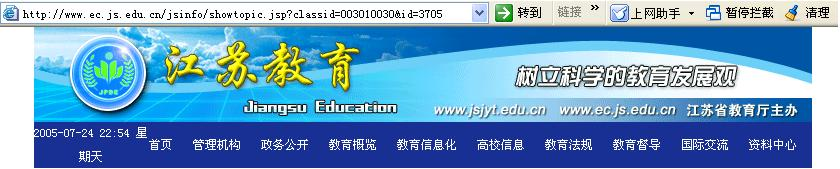 http://www.ec.js.edu.cn/jsinfo/showtopic.jsp?classid=003010030&id=3705 转到 链接 » 上网助手 暂停拦截 清理
JPDE
江苏教育
Jiangsu Education
树立科学的教育发展观
www.jsjyt.edu.cn www.ec.js.edu.cn 江苏省教育厅主办
2005-07-24 22:54 星期天
首页 管理机构 政务公开 教育概览 教育信息化 高校信息 教育法规 教育督导 国际交流 资料中心